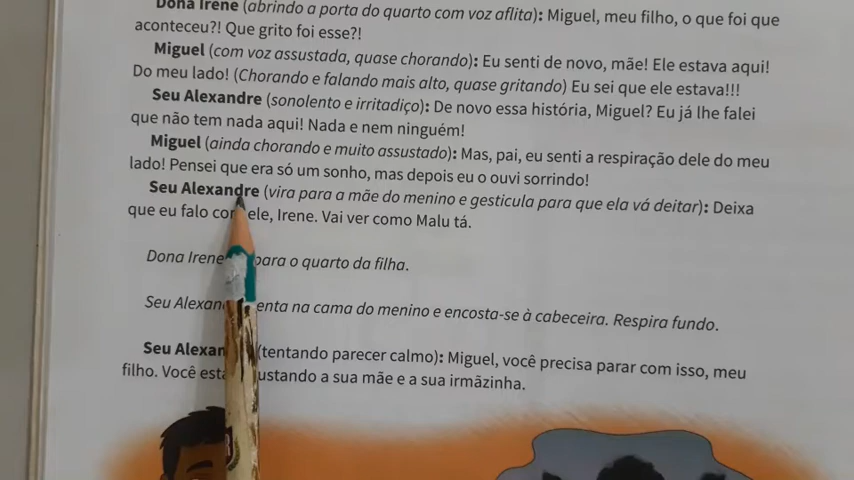 Dona Irene (abrindo a porta do quarto com voz aflita): Miguel, meu filho, o que foi que
aconteceu?! Que grito foi esse?!
Miguel (com voz assustada, quase chorando): Eu senti de novo, mãe! Ele estava aqui!
Do meu lado! (Chorando e falando mais alto, quase gritando) Eu sei que ele estava!!!
Seu Alexandre (sonolento e irritadiço): De novo essa história, Miguel? Eu já lhe falei
que não tem nada aqui! Nada e nem ninguém!
Miguel (ainda chorando e muito assustado): Mas, pai, eu senti a respiração dele do meu
lado! Pensei que era só um sonho, mas depois eu o ouvi sorrindo!
Seu Alexandre (vira para a mãe do menino e gesticula para que ela vá deitar): Deixa
que eu falo com ele, Irene. Vai ver como Malu tá.
Dona Irene para o quarto da filha.
Seu Alexan enta na cama do menino e encosta-se à cabeceira. Respira fundo.
Seu Alexan (tentando parecer calmo): Miguel, você precisa parar com isso, meu
filho. Você est ustando a sua mãe e a sua irmãzinha.